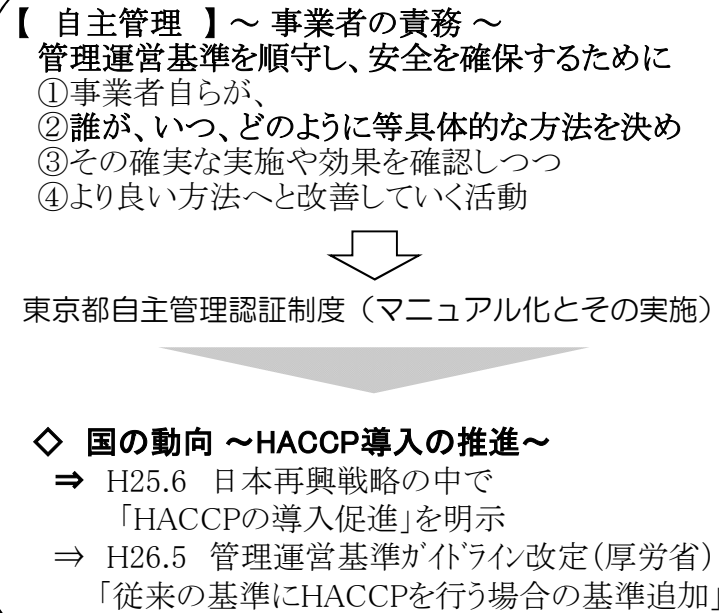 【 自主管理 】～ 事業者の責務 ～
管理運営基準を順守し、安全を確保するために
①事業者自らが、
②誰が、いつ、どのように等具体的な方法を決め
③その確実な実施や効果を確認しつつ
④より良い方法へと改善していく活動
東京都自主管理認証制度（マニュアル化とその実施）
◇ 国の動向 ～HACCP導入の推進～
⇒ H25.6 日本再興戦略の中で
「HACCPの導入促進」を明示
⇒ H26.5 管理運営基準ｶﾞｲﾄﾞﾗｲﾝ改定（厚労省）
「従来の基準にHACCPを行う場合の基準追加」